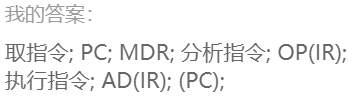 我的答案：
取指令; PC; MDR; 分析指令; OP(IR);
执行指令; AD(IR); (PC);